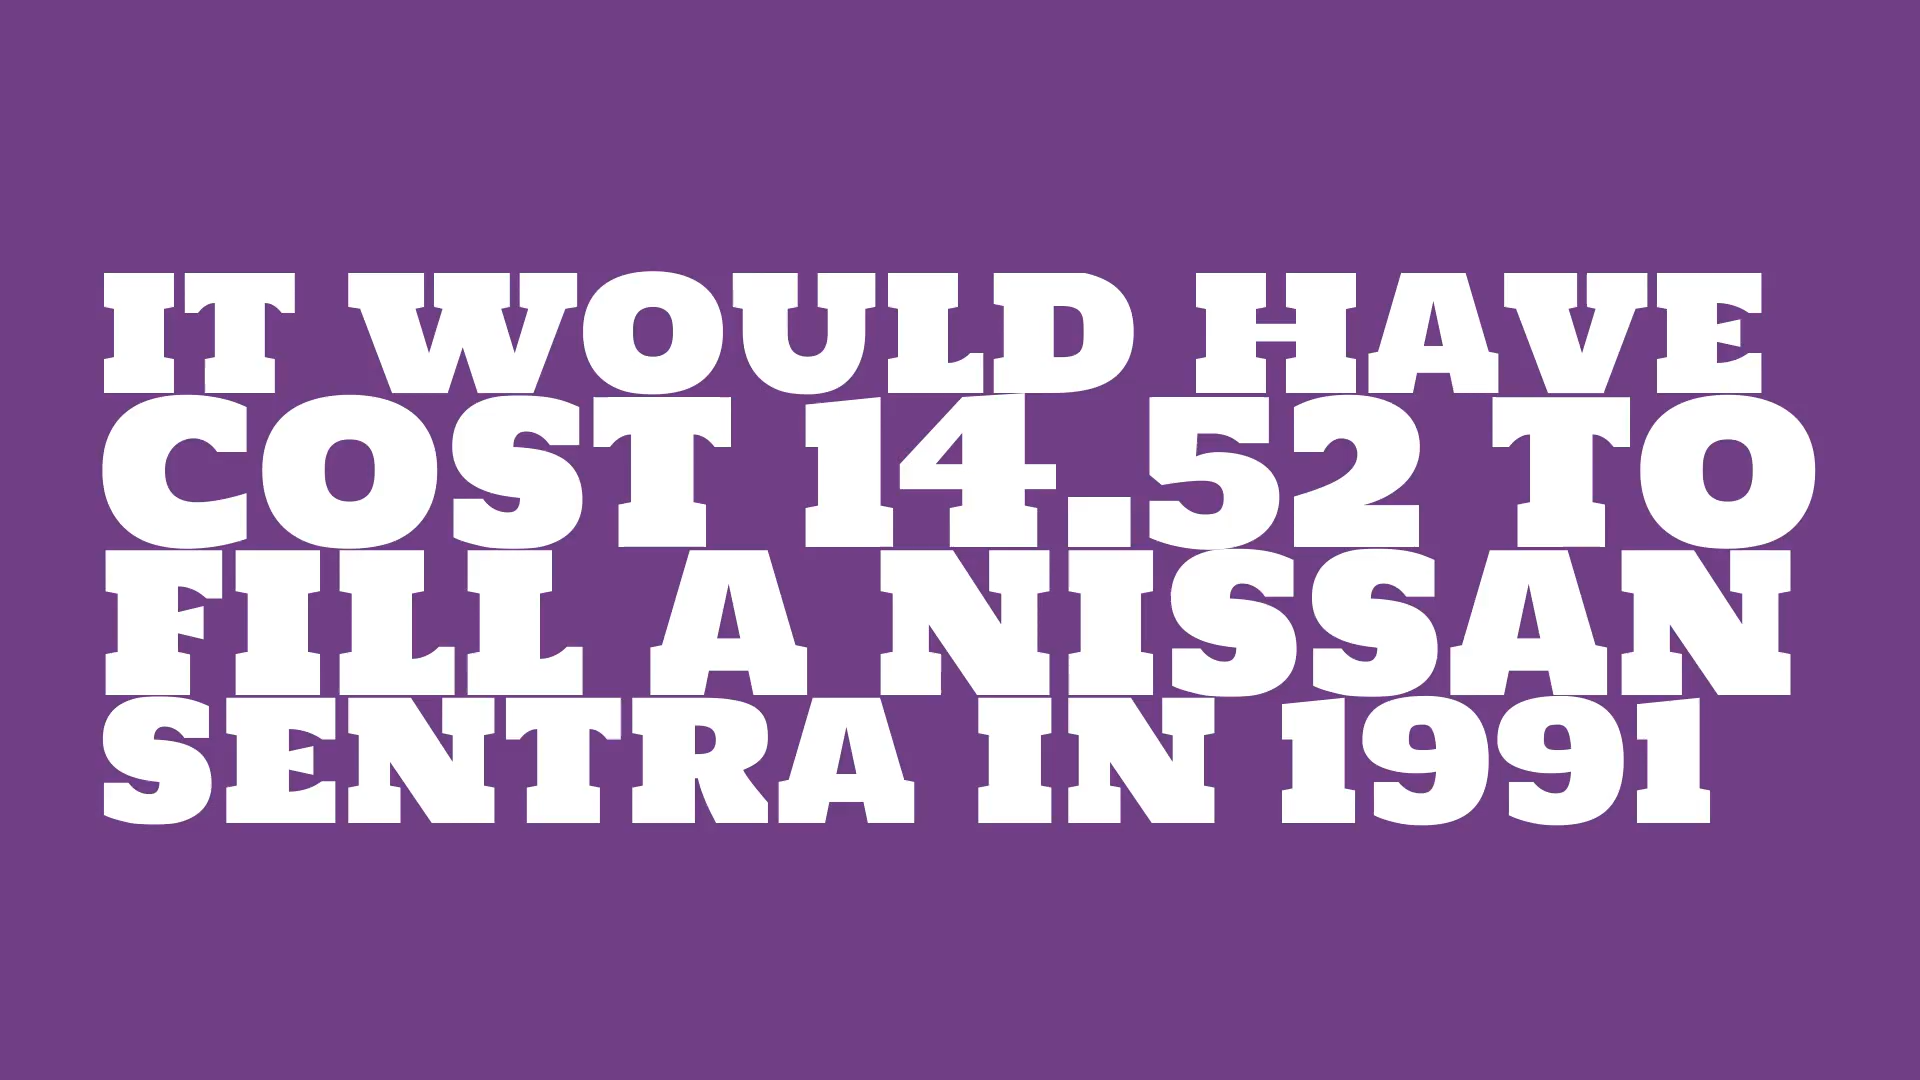 IT WOULD HAVE
COST 14.52 TO
FILL A NISSAN
SENTRA IN 1991